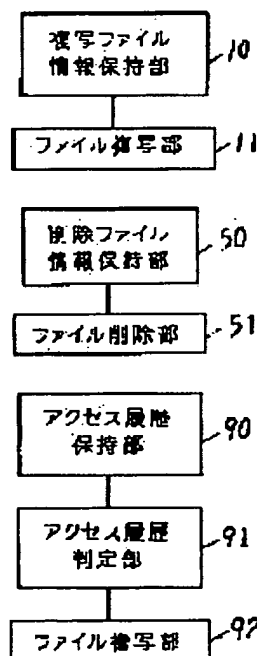 複写ファイル
情報保持部
10
ファイル複写部
11
削除ファイル
情報保持部
50
ファイル削除部
51
アクセス履歴
保持部
90
アクセス履歴
判定部
91
ファイル複写部
92